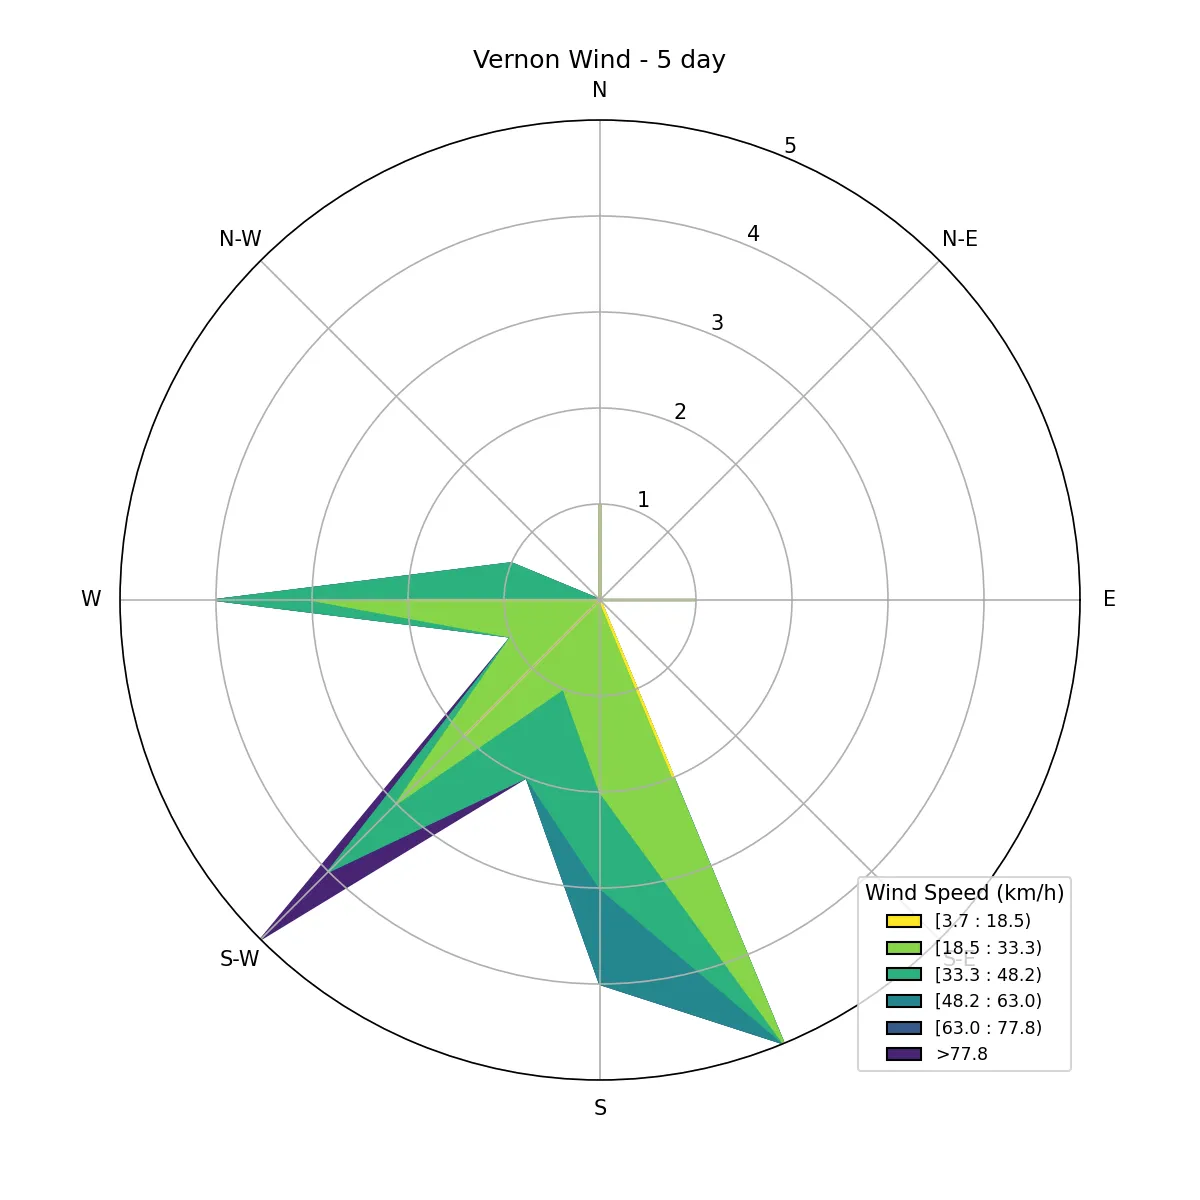 Vernon Wind - 5 day
N
5
N-W
N-E
4
3
2
1
W
E
S-W
S-E
S
Wind Speed (km/h)
[3.7 : 18.5)
[18.5 : 33.3)
[33.3 : 48.2)
[48.2 : 63.0)
[63.0 : 77.8)
>77.8